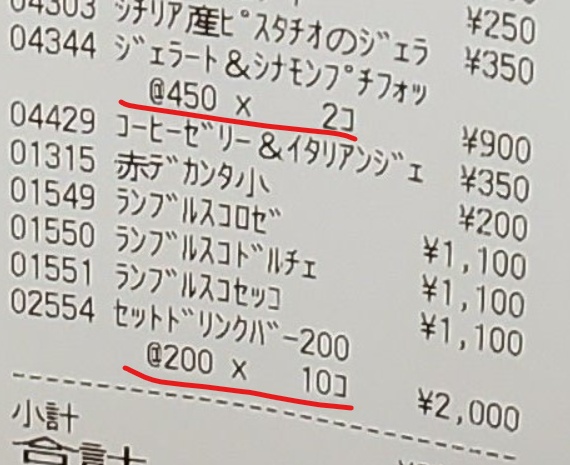 ¥250
04303 シチリア産ピスタチオのジェラ ¥350
04344 ジェラート&シナモンプチフォッ
@450 x 2コ ¥900
04429 コーヒーゼリー&イタリアンジェ ¥350
01315 赤デカンタ小 ¥200
01549 ランブルスコロゼ ¥1,100
01550 ランブルスコドルチェ ¥1,100
01551 ランブルスコセッコ ¥1,100
02554 セットドリンクバー200
@200 x 10コ ¥2,000
小計
合計